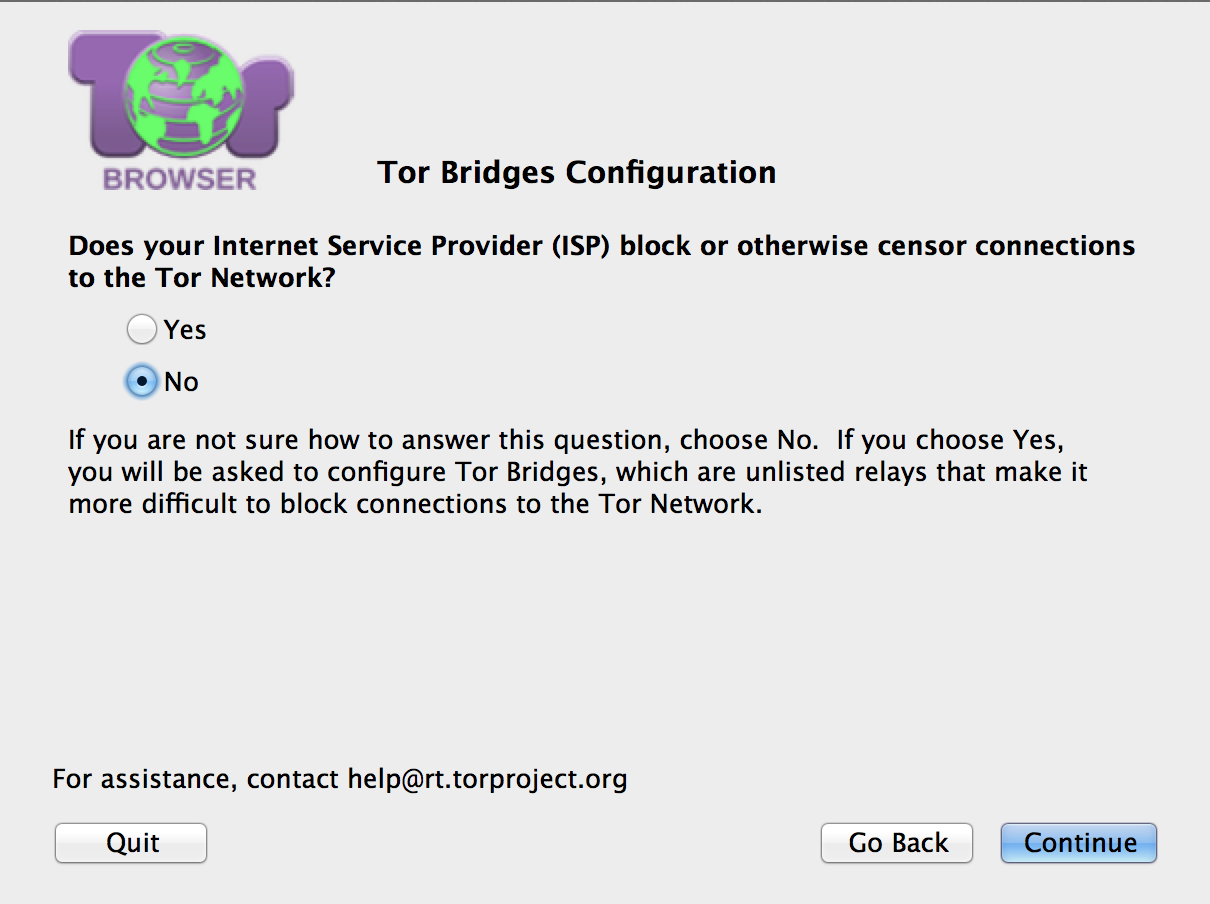 Tor
BROWSER
Tor Bridges Configuration
Does your Internet Service Provider (ISP) block or otherwise censor connections
to the Tor Network?
Yes
No
If you are not sure how to answer this question, choose No.  If you choose Yes,
you will be asked to configure Tor Bridges, which are unlisted relays that make it
more difficult to block connections to the Tor Network.
For assistance, contact help@rt.torproject.org
Quit
Go Back
Continue